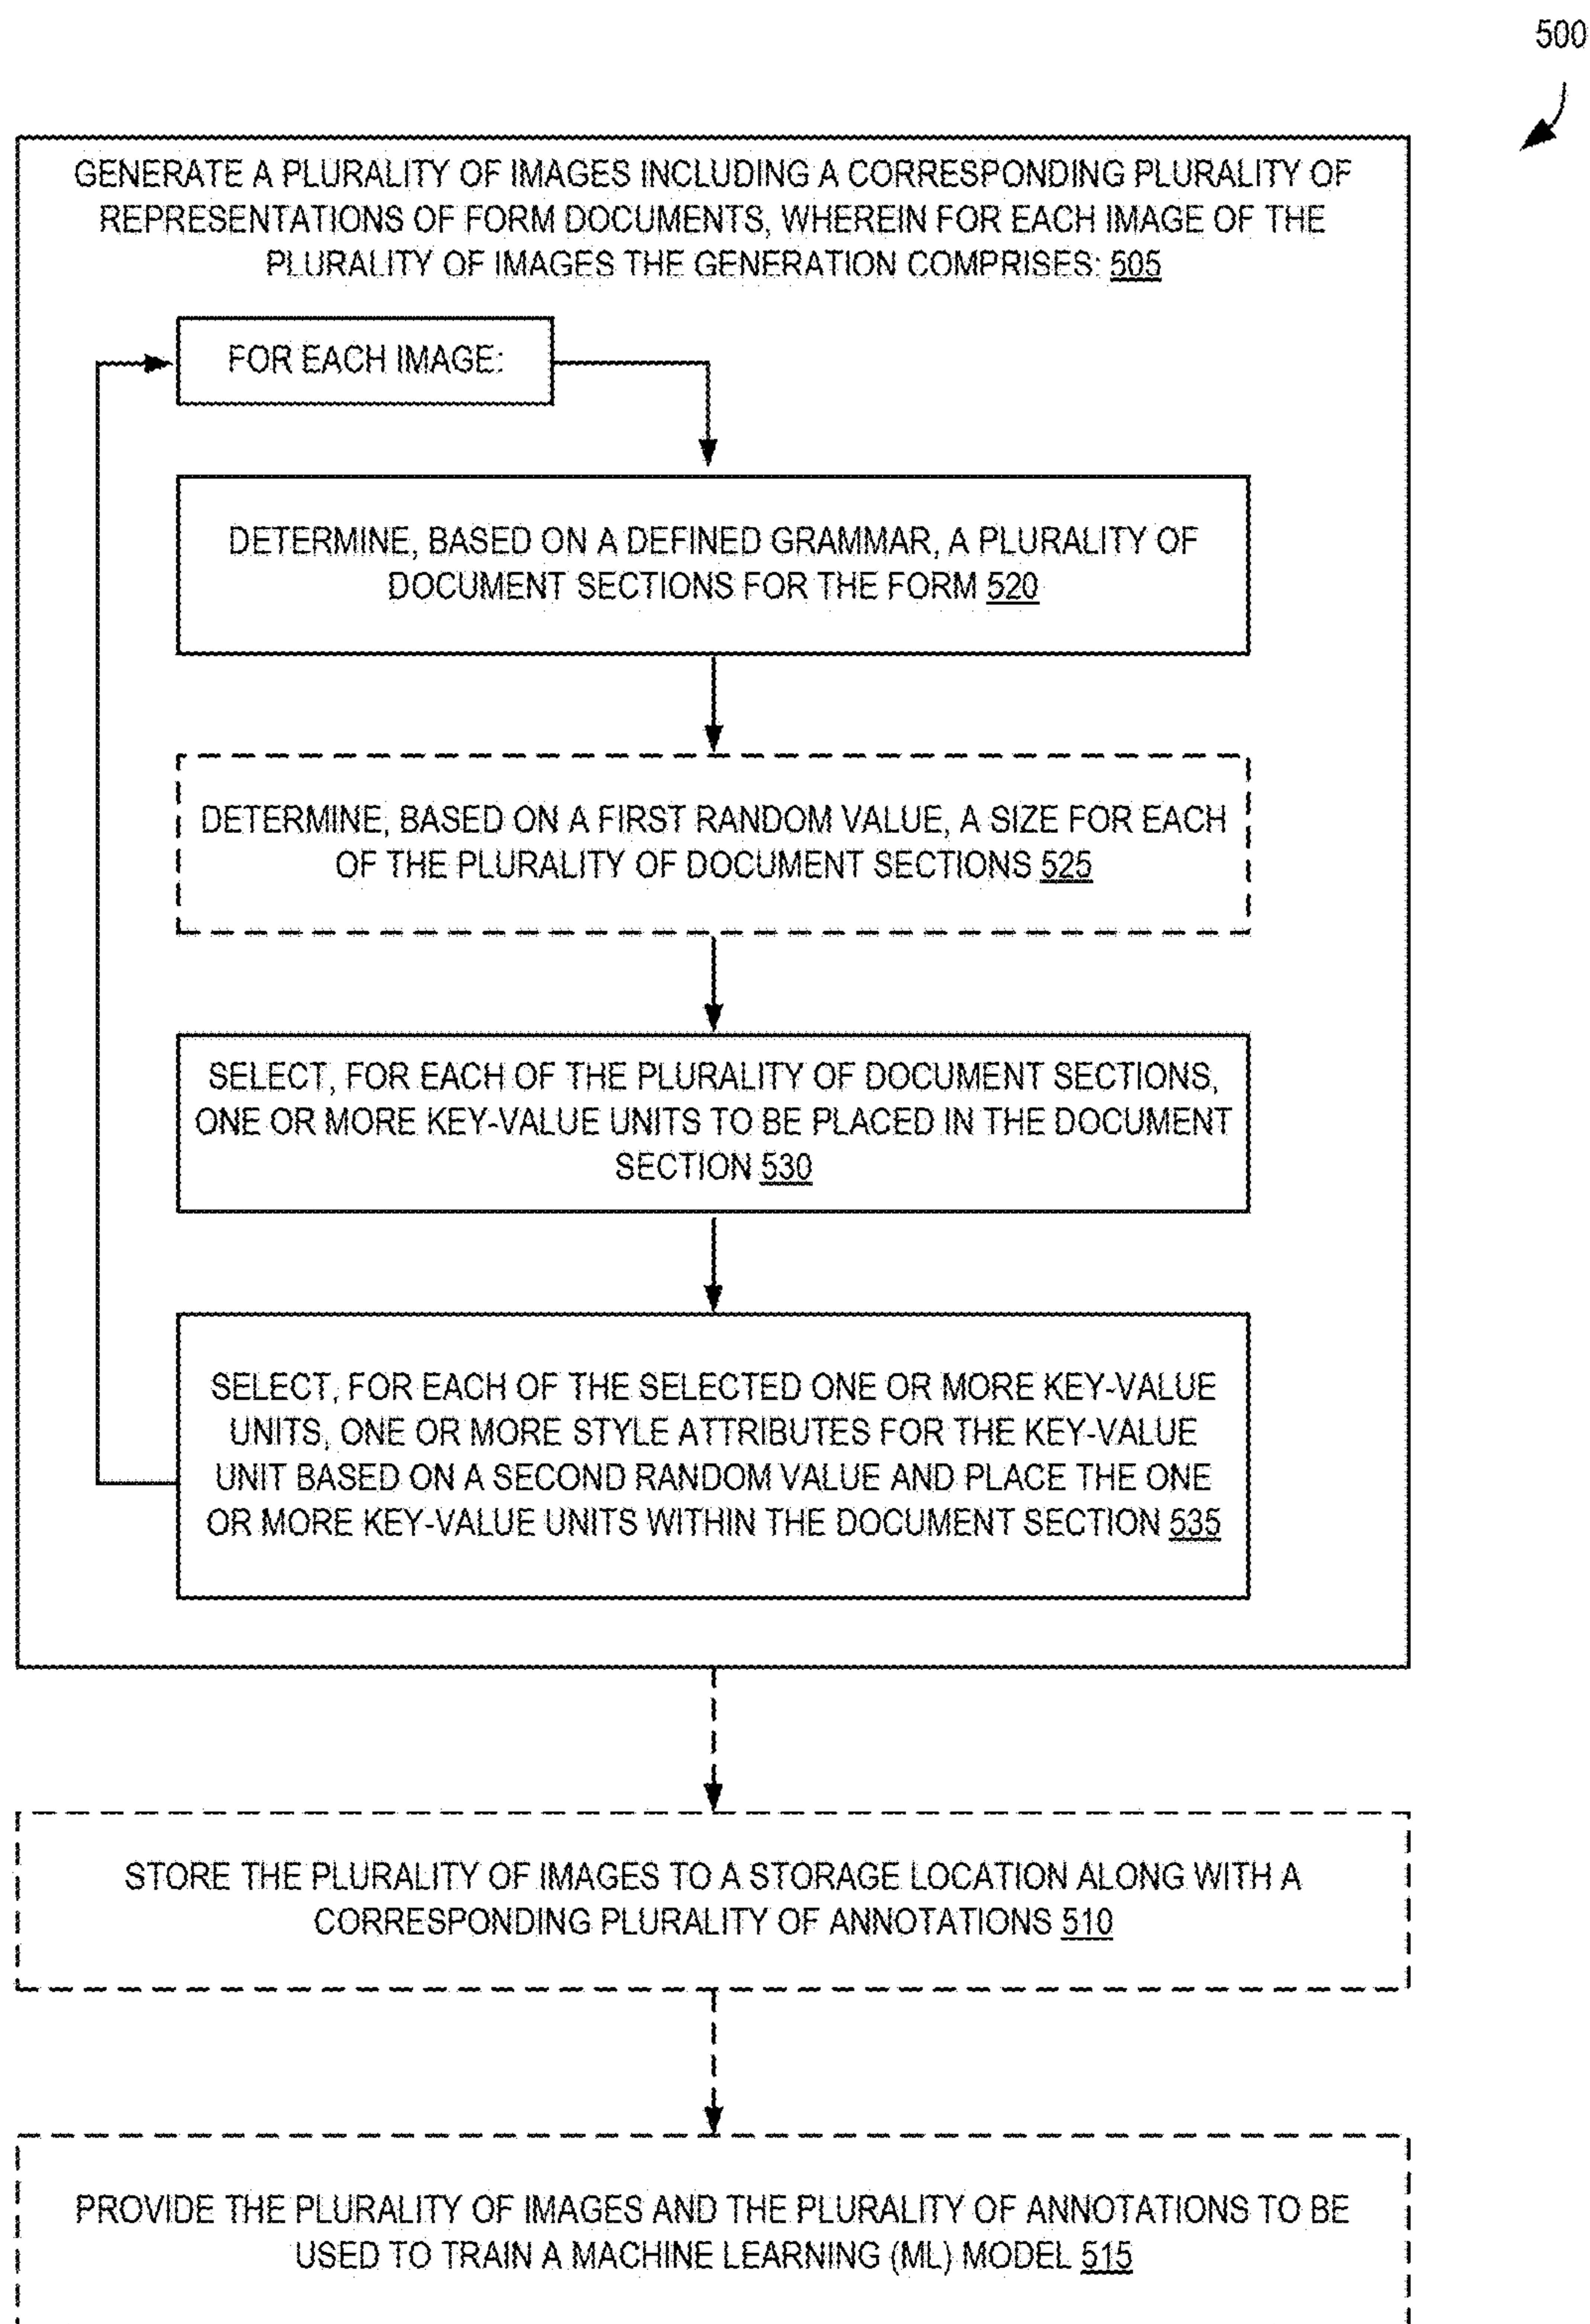 500
GENERATE A PLURALITY OF IMAGES INCLUDING A CORRESPONDING PLURALITY OF
REPRESENTATIONS OF FORM DOCUMENTS, WHEREIN FOR EACH IMAGE OF THE
PLURALITY OF IMAGES THE GENERATION COMPRISES: 505
FOR EACH IMAGE:
DETERMINE, BASED ON A DEFINED GRAMMAR, A PLURALITY OF
DOCUMENT SECTIONS FOR THE FORM 520
DETERMINE, BASED ON A FIRST RANDOM VALUE, A SIZE FOR EACH
OF THE PLURALITY OF DOCUMENT SECTIONS 525
SELECT, FOR EACH OF THE PLURALITY OF DOCUMENT SECTIONS,
ONE OR MORE KEY-VALUE UNITS TO BE PLACED IN THE DOCUMENT
SECTION 530
SELECT, FOR EACH OF THE SELECTED ONE OR MORE KEY-VALUE
UNITS, ONE OR MORE STYLE ATTRIBUTES FOR THE KEY-VALUE
UNIT BASED ON A SECOND RANDOM VALUE AND PLACE THE ONE
OR MORE KEY-VALUE UNITS WITHIN THE DOCUMENT SECTION 535
STORE THE PLURALITY OF IMAGES TO A STORAGE LOCATION ALONG WITH A
CORRESPONDING PLURALITY OF ANNOTATIONS 510
PROVIDE THE PLURALITY OF IMAGES AND THE PLURALITY OF ANNOTATIONS TO BE
USED TO TRAIN A MACHINE LEARNING (ML) MODEL 515